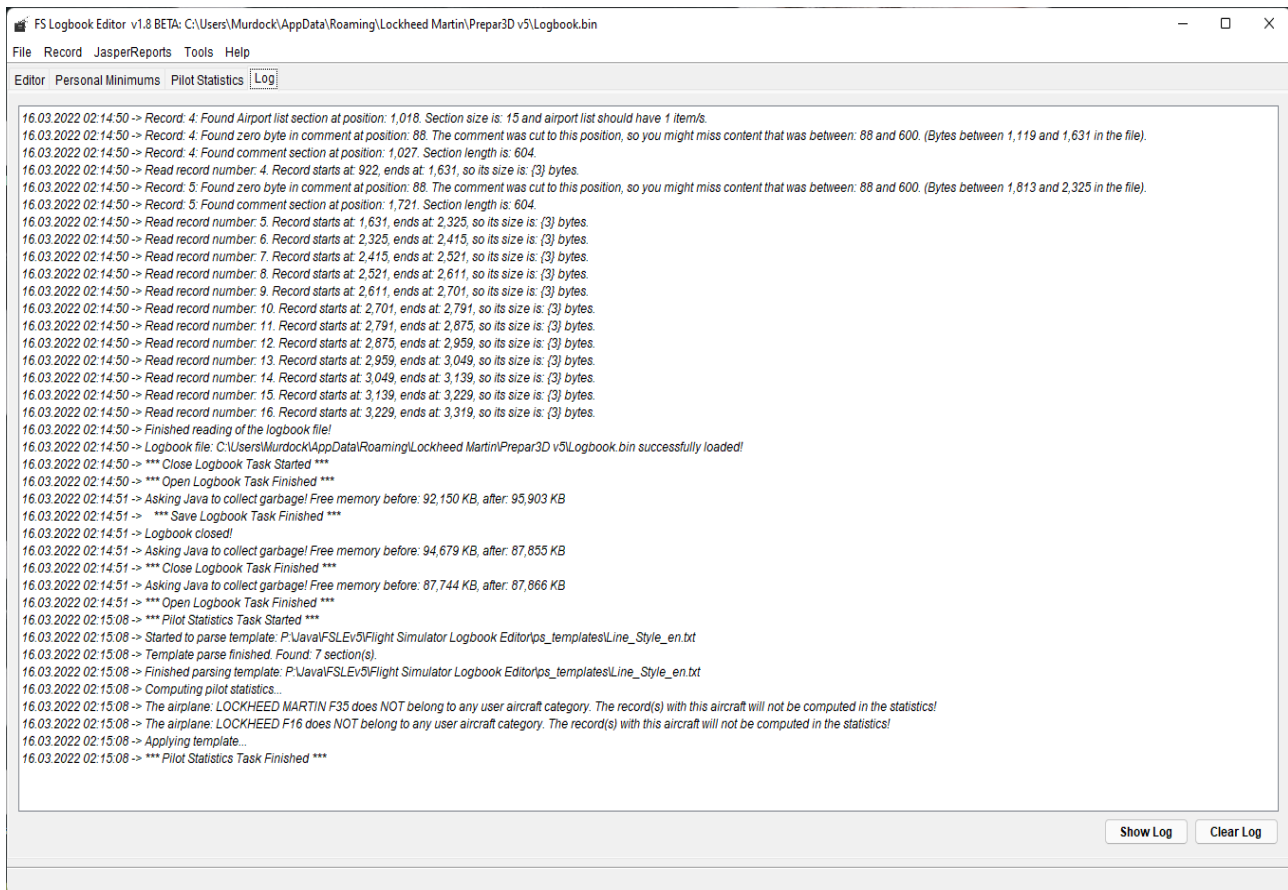 FS Logbook Editor v1.8 BETA: C:\Users\Murdock\AppData\Roaming\Lockheed Martin\Prepar3D v5\Logbook.bin
File Record JasperReports Tools Help
Editor Personal Minimums Pilot Statistics Log
16.03.2022 02:14:50 -> Record: 4: Found Airport list section at position: 1,018. Section size is: 15 and airport list should have 1 item/s.
16.03.2022 02:14:50 -> Record: 4: Found zero byte in comment at position: 88. The comment was cut to this position, so you might miss content that was between: 88 and 600. (Bytes between 1,119 and 1,631 in the file).
16.03.2022 02:14:50 -> Record: 4: Found comment section at position: 1,027. Section length is: 604.
16.03.2022 02:14:50 -> Read record number: 4. Record starts at: 922, ends at: 1,631, so its size is: {3} bytes.
16.03.2022 02:14:50 -> Record: 5: Found zero byte in comment at position: 88. The comment was cut to this position, so you might miss content that was between: 88 and 600. (Bytes between 1,813 and 2,325 in the file).
16.03.2022 02:14:50 -> Record: 5: Found comment section at position: 1,721. Section length is: 604.
16.03.2022 02:14:50 -> Read record number: 5. Record starts at: 1,631, ends at: 2,325, so its size is: {3} bytes.
16.03.2022 02:14:50 -> Read record number: 6. Record starts at: 2,325, ends at: 2,415, so its size is: {3} bytes.
16.03.2022 02:14:50 -> Read record number: 7. Record starts at: 2,415, ends at: 2,521, so its size is: {3} bytes.
16.03.2022 02:14:50 -> Read record number: 8. Record starts at: 2,521, ends at: 2,611, so its size is: {3} bytes.
16.03.2022 02:14:50 -> Read record number: 9. Record starts at: 2,611, ends at: 2,701, so its size is: {3} bytes.
16.03.2022 02:14:50 -> Read record number: 10. Record starts at: 2,701, ends at: 2,791, so its size is: {3} bytes.
16.03.2022 02:14:50 -> Read record number: 11. Record starts at: 2,791, ends at: 2,875, so its size is: {3} bytes.
16.03.2022 02:14:50 -> Read record number: 12. Record starts at: 2,875, ends at: 2,959, so its size is: {3} bytes.
16.03.2022 02:14:50 -> Read record number: 13. Record starts at: 2,959, ends at: 3,049, so its size is: {3} bytes.
16.03.2022 02:14:50 -> Read record number: 14. Record starts at: 3,049, ends at: 3,139, so its size is: {3} bytes.
16.03.2022 02:14:50 -> Read record number: 15. Record starts at: 3,139, ends at: 3,229, so its size is: {3} bytes.
16.03.2022 02:14:50 -> Read record number: 16. Record starts at: 3,229, ends at: 3,319, so its size is: {3} bytes.
16.03.2022 02:14:50 -> Finished reading of the logbook file!
16.03.2022 02:14:50 -> Logbook file: C:\Users\Murdock\AppData\Roaming\Lockheed Martin\Prepar3D v5\Logbook.bin successfully loaded!
16.03.2022 02:14:50 -> *** Close Logbook Task Started ***
16.03.2022 02:14:50 -> *** Open Logbook Task Finished ***
16.03.2022 02:14:51 -> Asking Java to collect garbage! Free memory before: 92,150 KB, after: 95,903 KB
16.03.2022 02:14:51 -> *** Save Logbook Task Finished ***
16.03.2022 02:14:51 -> Logbook closed!
16.03.2022 02:14:51 -> Asking Java to collect garbage! Free memory before: 94,679 KB, after: 87,855 KB
16.03.2022 02:14:51 -> *** Close Logbook Task Finished ***
16.03.2022 02:14:51 -> Asking Java to collect garbage! Free memory before: 87,744 KB, after: 87,866 KB
16.03.2022 02:14:51 -> *** Open Logbook Task Finished ***
16.03.2022 02:15:08 -> *** Pilot Statistics Task Started ***
16.03.2022 02:15:08 -> Started to parse template: P:\Java\FSLEv5\Flight Simulator Logbook Editor\ps_templates\Line_Style_en.txt
16.03.2022 02:15:08 -> Template parse finished. Found: 7 section(s).
16.03.2022 02:15:08 -> Finished parsing template: P:\Java\FSLEv5\Flight Simulator Logbook Editor\ps_templates\Line_Style_en.txt
16.03.2022 02:15:08 -> Computing pilot statistics...
16.03.2022 02:15:08 -> The airplane: LOCKHEED MARTIN F35 does NOT belong to any user aircraft category. The record(s) with this aircraft will not be computed in the statistics!
16.03.2022 02:15:08 -> The airplane: LOCKHEED F16 does NOT belong to any user aircraft category. The record(s) with this aircraft will not be computed in the statistics!
16.03.2022 02:15:08 -> Applying template...
16.03.2022 02:15:08 -> *** Pilot Statistics Task Finished ***
Show Log Clear Log